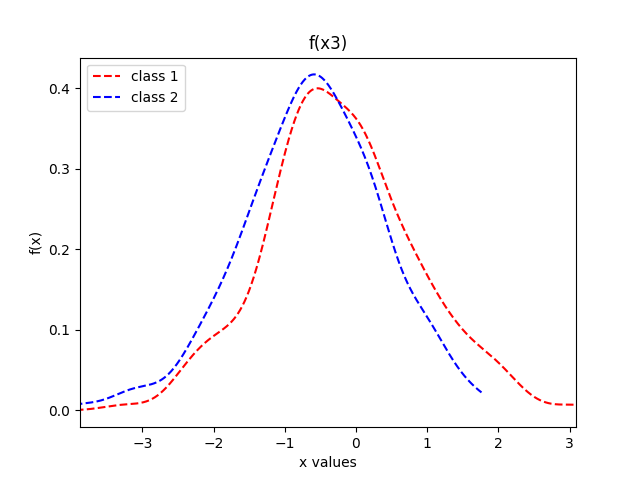 f(x3)
class 1
class 2
f(x)
0.4
0.3
0.2
0.1
0.0
−3
−2
−1
0
1
2
3
x values